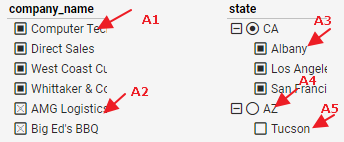 company_name
Computer Tec
A1
Direct Sales
West Coast Cu
Whittaker & Co
A2
AMG Logistics
Big Ed's BBQ
state
A3
CA
Albany
Los Angele
San Franci
A4
AZ
A5
Tucson